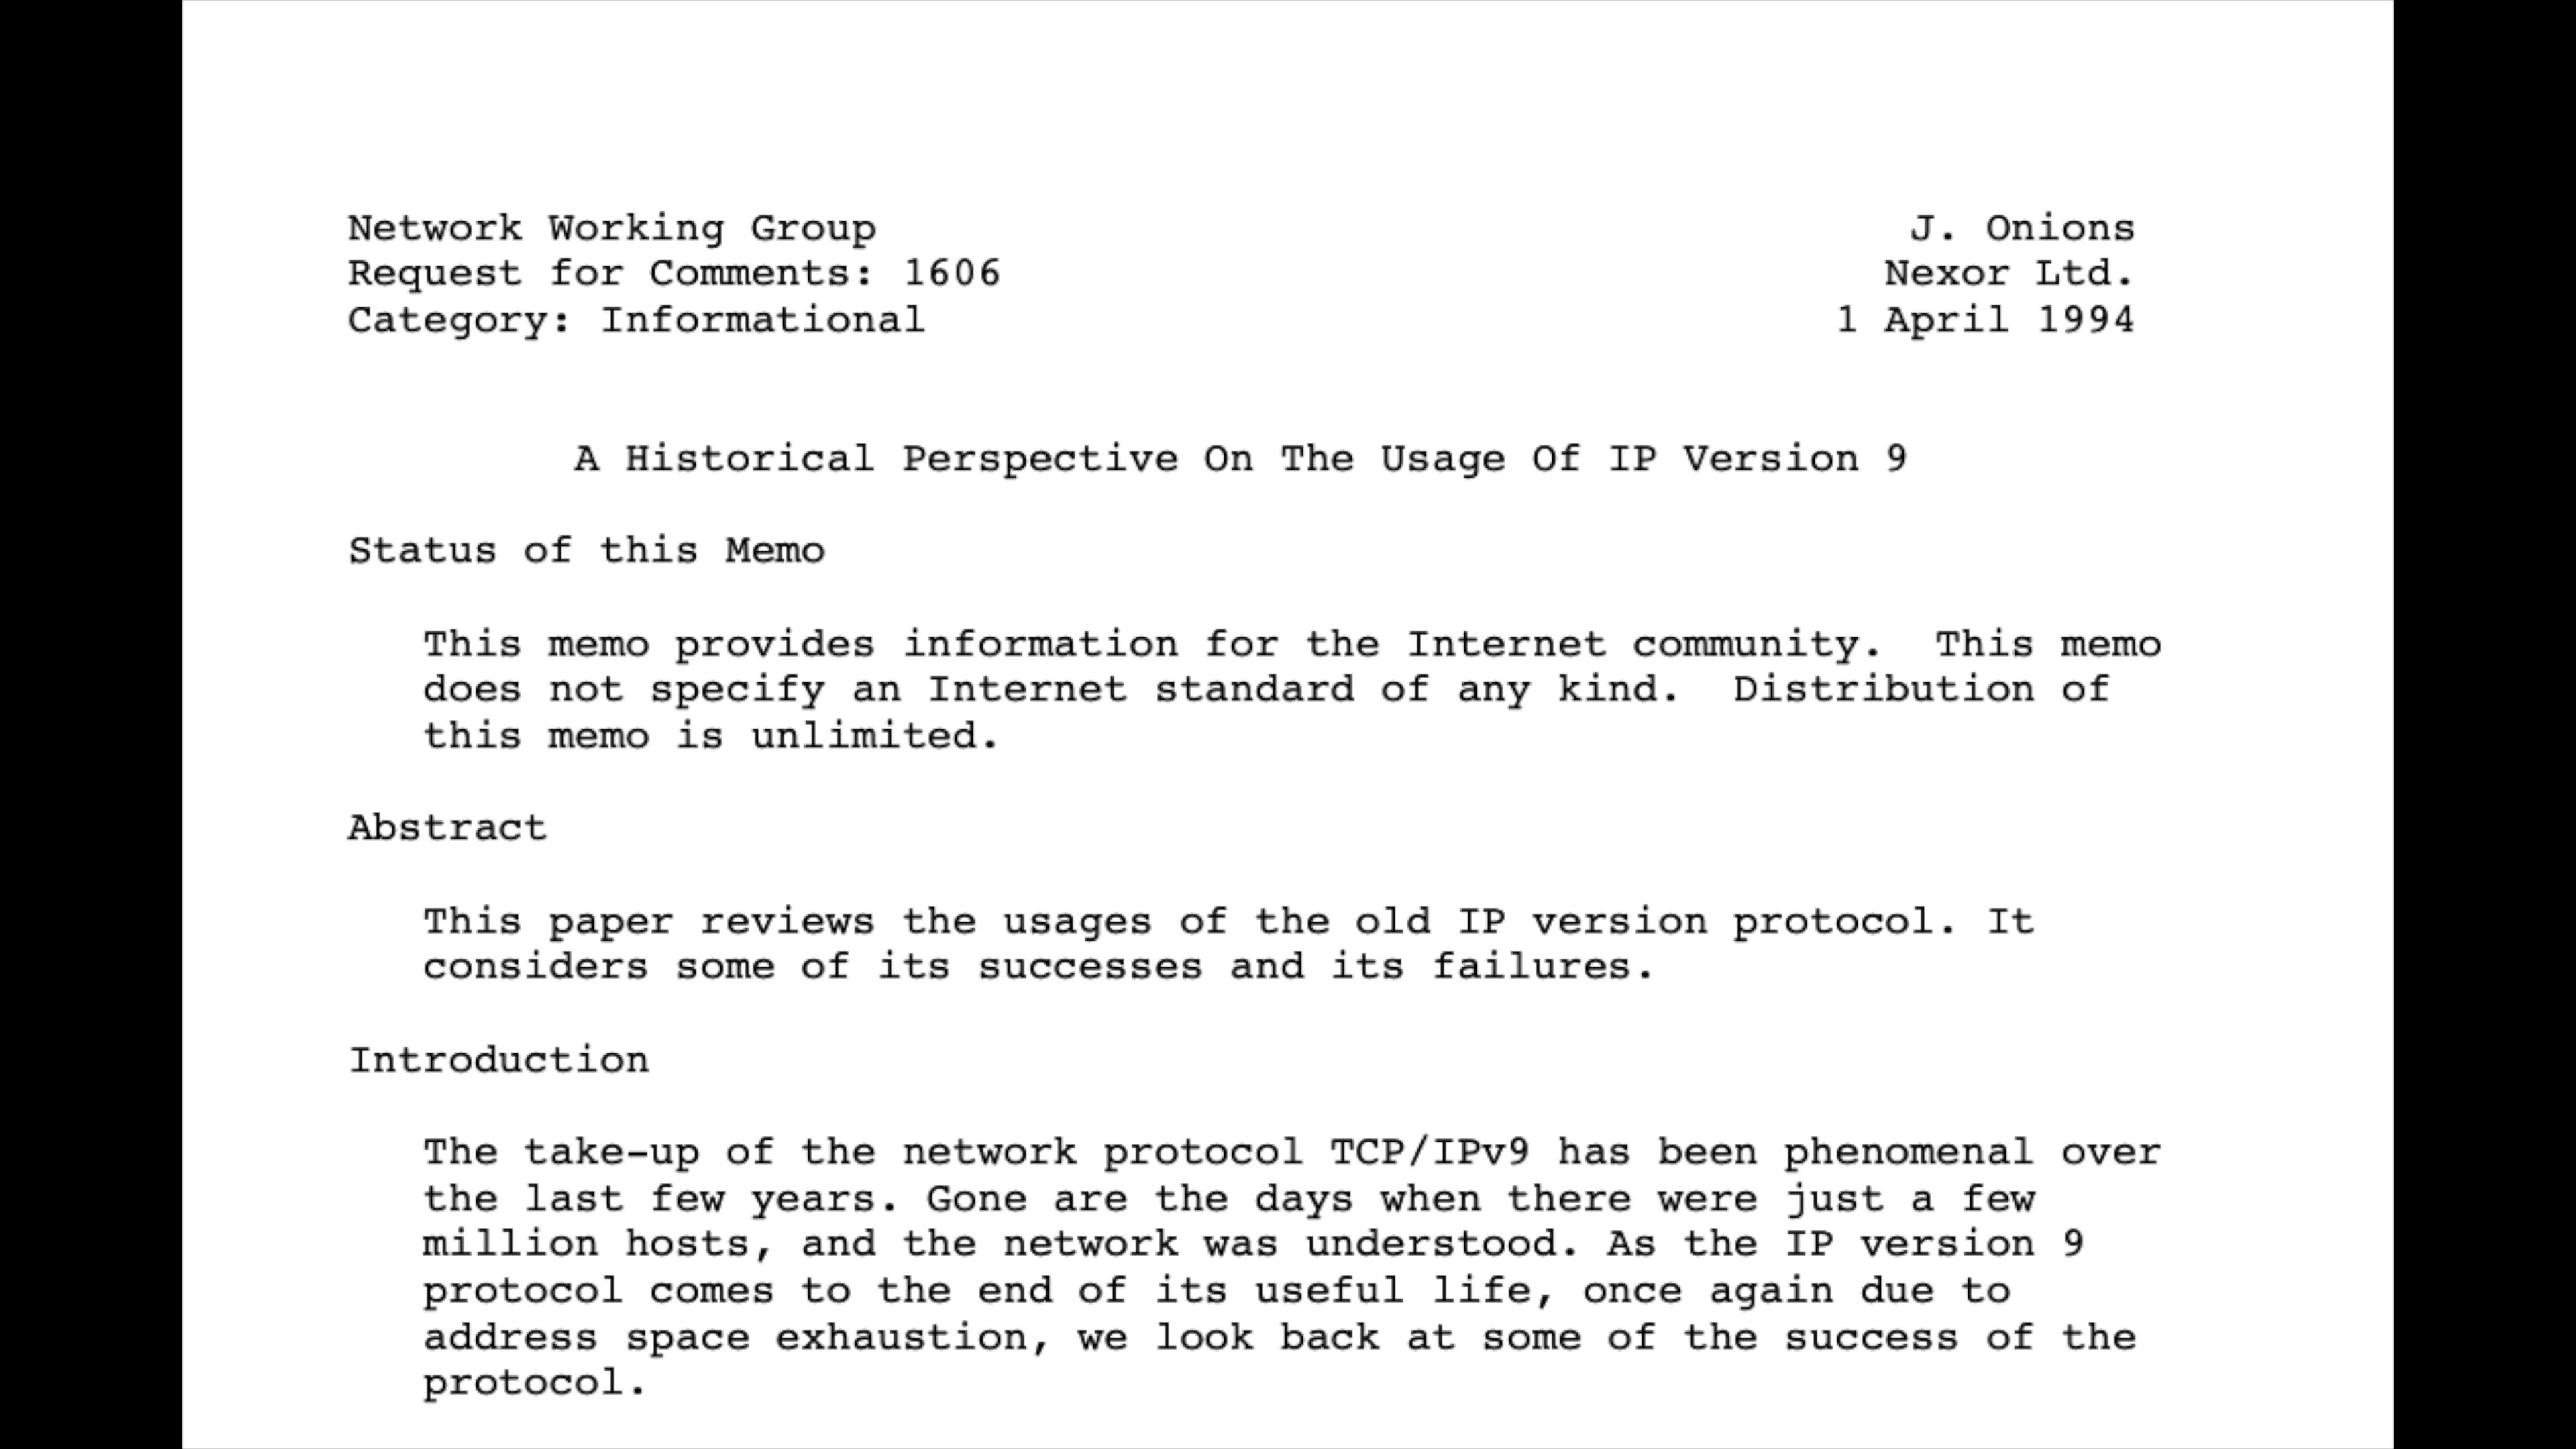 Network Working Group J. Onions
Request for Comments: 1606 Nexor Ltd.
Category: Informational 1 April 1994
A Historical Perspective On The Usage Of IP Version 9
Status of this Memo
This memo provides information for the Internet community. This memo
does not specify an Internet standard of any kind. Distribution of
this memo is unlimited.
Abstract
This paper reviews the usages of the old IP version protocol. It
considers some of its successes and its failures.
Introduction
The take-up of the network protocol TCP/IPv9 has been phenomenal over
the last few years. Gone are the days when there were just a few
million hosts, and the network was understood. As the IP version 9
protocol comes to the end of its useful life, once again due to
address space exhaustion, we look back at some of the success of the
protocol.